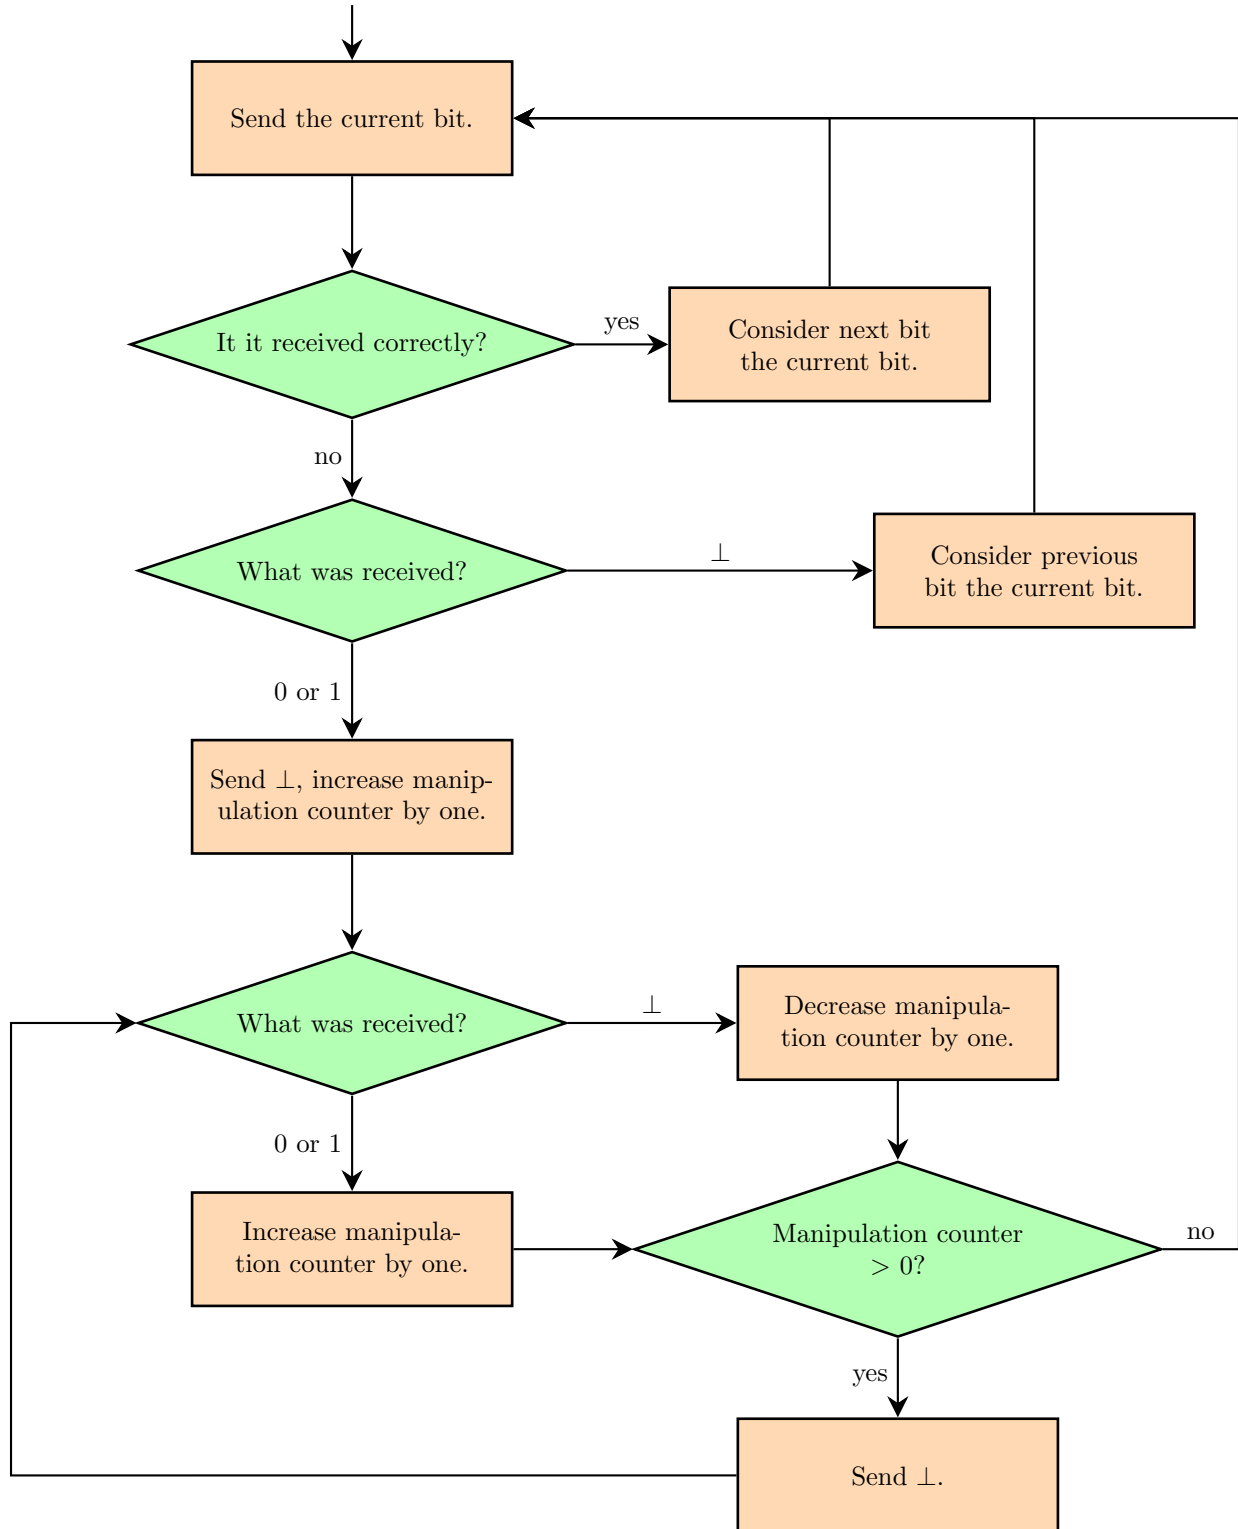 Send the current bit.
It it received correctly?
yes
Consider next bit
the current bit.
no
What was received?
⊥
Consider previous
bit the current bit.
0 or 1
Send ⊥, increase manip-
ulation counter by one.
What was received?
⊥
Decrease manipula-
tion counter by one.
0 or 1
Increase manipula-
tion counter by one.
Manipulation counter
> 0?
no
yes
Send ⊥.